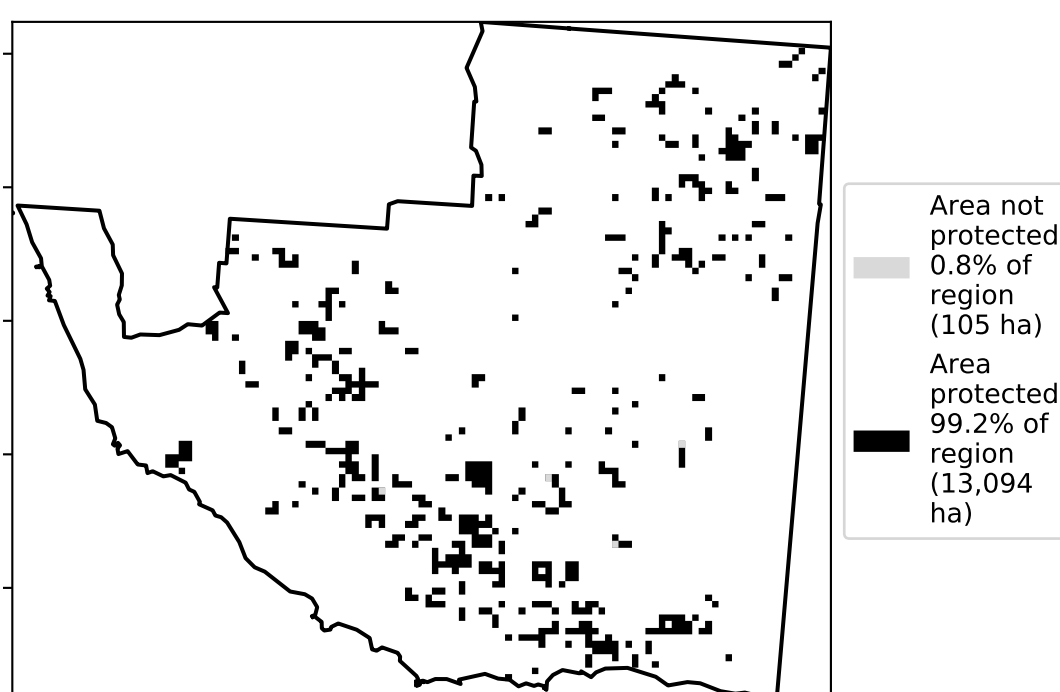 Area not
protected
0.8% of
region
(105 ha)
Area
protected
99.2% of
region
(13,094
ha)